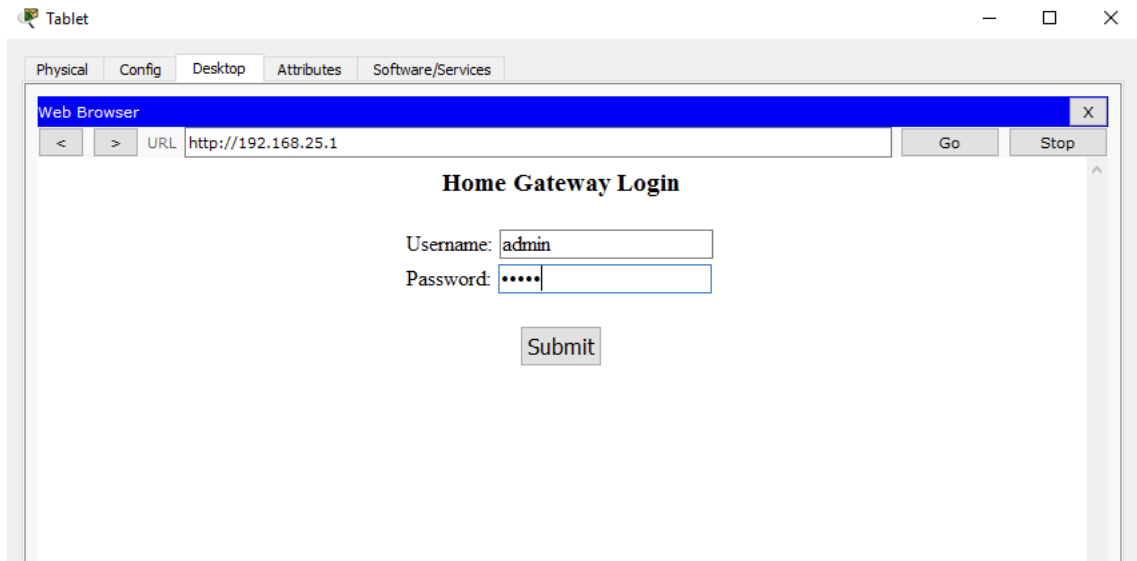 Tablet
Physical Config Desktop Attributes Software/Services
Web Browser X
< > URL http://192.168.25.1 Go Stop
Home Gateway Login
Username: admin
Password: •••••
Submit